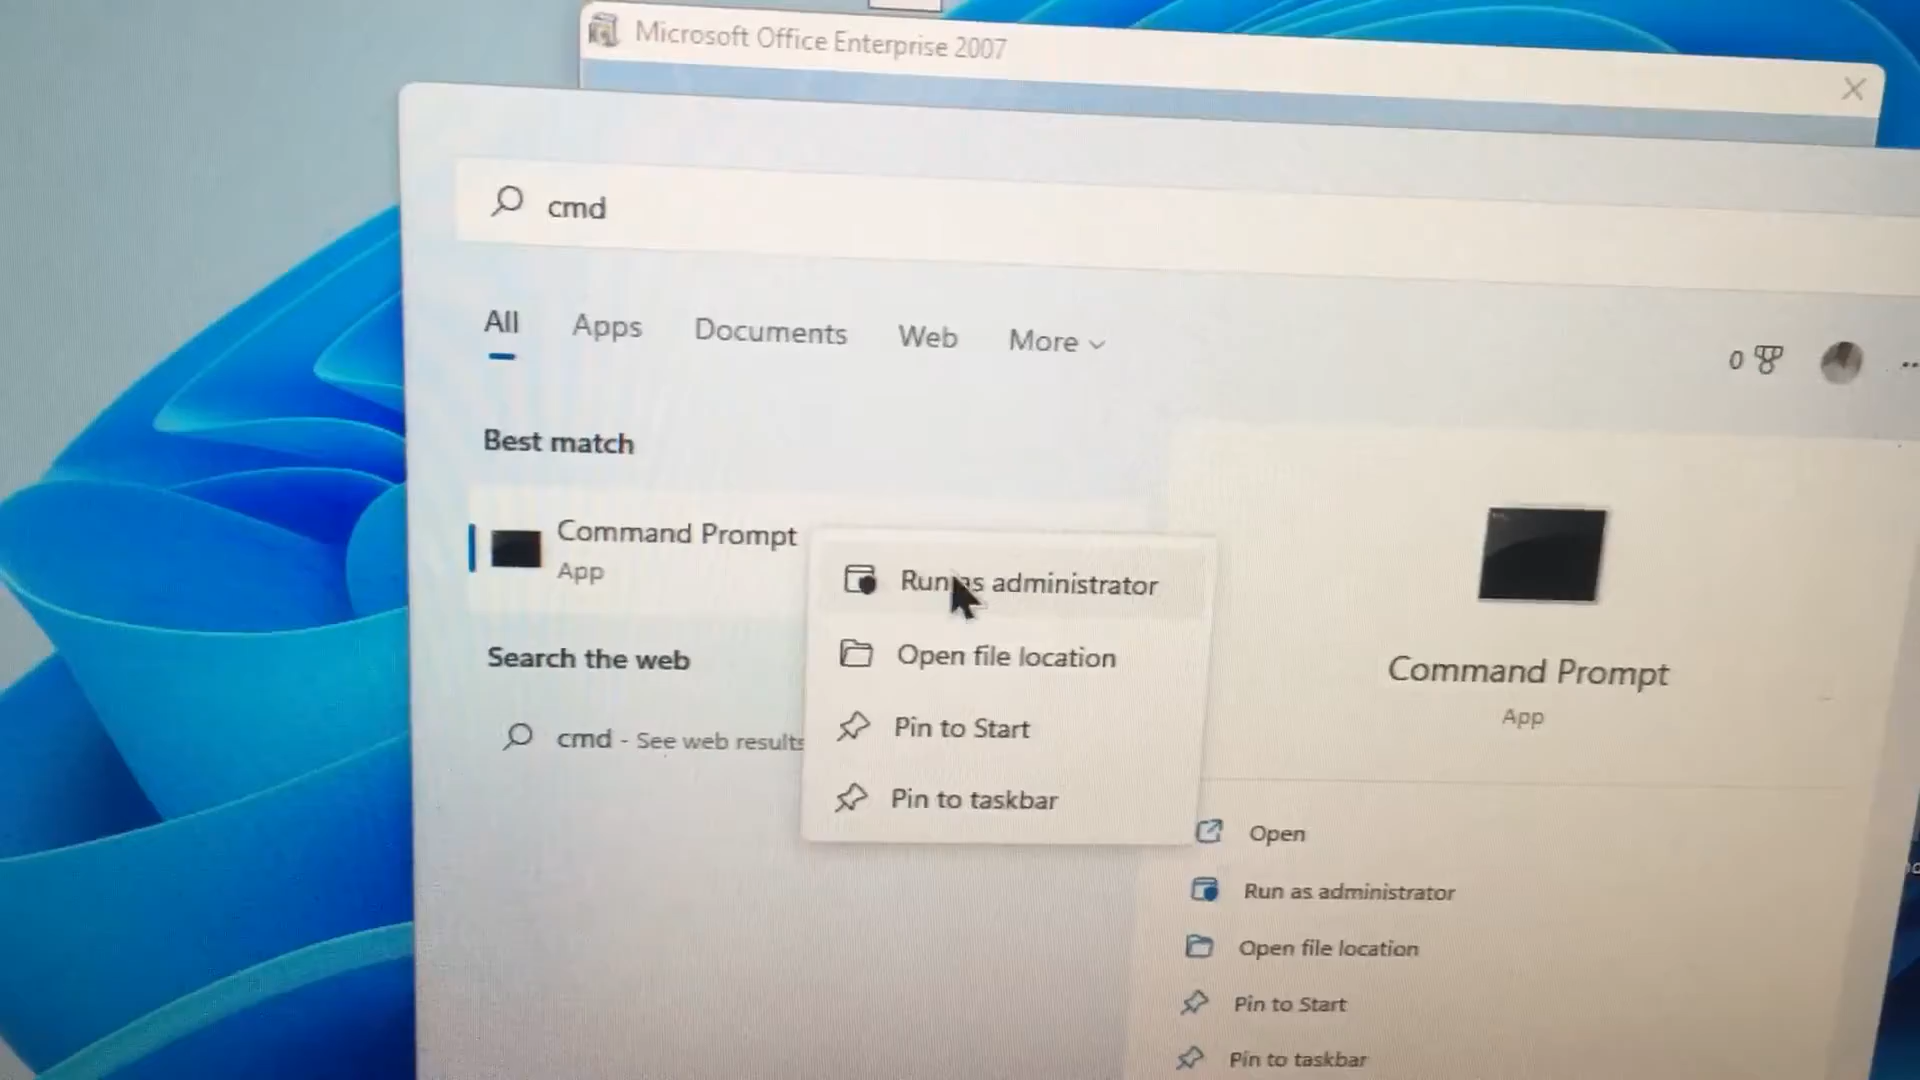 Microsoft Office Enterprise 2007
cmd
All Apps Documents Web More
0
Best match
Command Prompt
App
Search the web
cmd - See web results
Run as administrator
Open file location
Pin to Start
Pin to taskbar
Command Prompt
App
Open
Run as administrator
Open file location
Pin to Start
Pin to taskbar